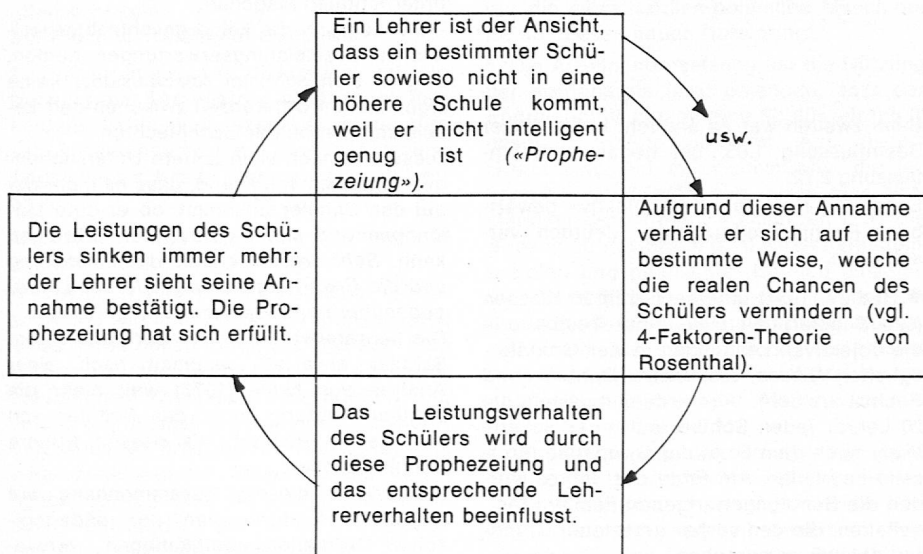 Ein Lehrer ist der Ansicht,
dass ein bestimmter Schü-
ler sowieso nicht in eine
höhere Schule kommt,
weil er nicht intelligent
genug ist («Prophe-
zeiung»).
u.s.w.
Aufgrund dieser Annahme
verhält er sich auf eine
bestimmte Weise, welche
die realen Chancen des
Schülers vermindern (vgl.
4-Faktoren-Theorie von
Rosenthal).
Das Leistungsverhalten
des Schülers wird durch
diese Prophezeiung und
das entsprechende Leh-
rerverhalten beeinflusst.
Die Leistungen des Schü-
lers sinken immer mehr;
der Lehrer sieht seine An-
nahme bestätigt. Die Pro-
phezeiung hat sich erfüllt.